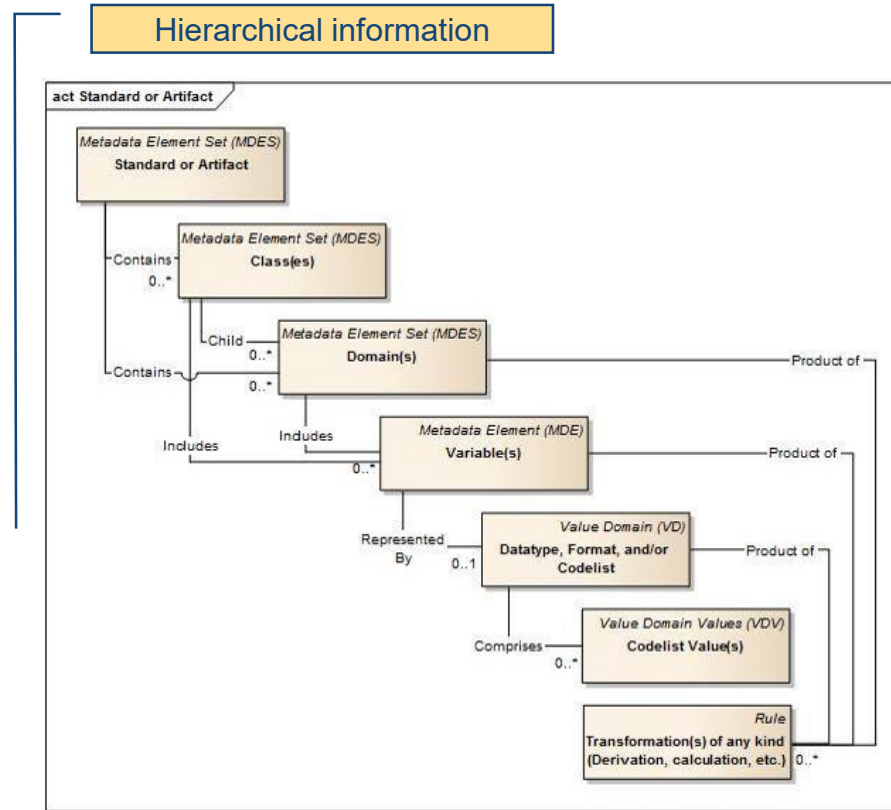 Hierarchical information
act Standard or Artifact
Metadata Element Set (MDES)
Standard or Artifact
Metadata Element Set (MDES)
Contains
Class(es)
0..*
Metadata Element Set (MDES)
Child
0..*
Domain(s)
Product of
Contains
0..*
Metadata Element (MDE)
Includes
Includes
Variable(s)
Product of
0..*
Value Domain (VD)
Represented
By
0..1
Datatype, Format, and/or
Codelist
Product of
Value Domain Values (VDV)
Comprises
Codelist Value(s)
0..*
Rule
Transformation(s) of any kind
(Derivation, calculation, etc.)
0..*